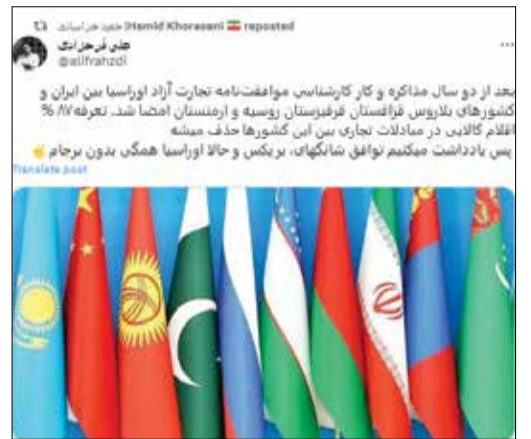 حمید خراسانی Hamid Khorasani 🇮🇷 reposted
علی فرحزادی
@alifrahzdi
بعد از دو سال مذاکره و کار کارشناسی موافقت‌نامه تجارت آزاد اوراسیا بین ایران و
کشورهای بلاروس قزاقستان قرقیزستان روسیه و ارمنستان امضا شد. تعرفه ۸۷ %
اقلام کالایی در مبادلات تجاری بین این کشورها حذف میشه
پس یادداشت میکنیم توافق شانگهای، بریکس و حالا اوراسیا همگی بدون برجام ✌
Translate post